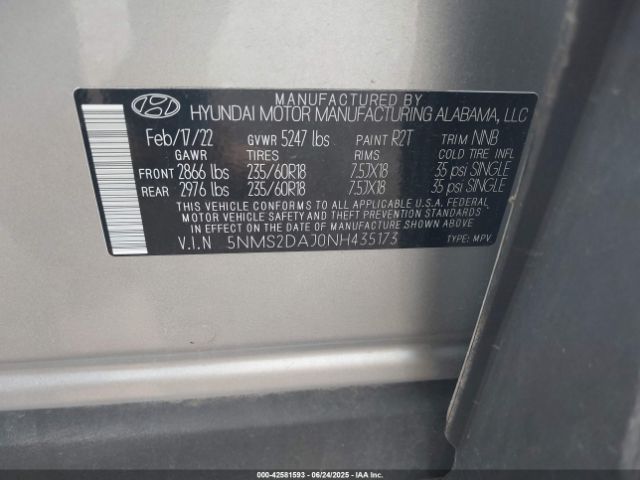 MANUFACTURED BY
HYUNDAI MOTOR MANUFACTURING ALABAMA, LLC
Feb/17/22 GVWR 5247 lbs PAINT R2T TRIM NNB
GAWR TIRES RIMS COLD TIRE INFL
FRONT 2866 lbs 235/60R18 7.5JX18 35 psi SINGLE
REAR 2976 lbs 235/60R18 7.5JX18 35 psi SINGLE
THIS VEHICLE CONFORMS TO ALL APPLICABLE U.S.A. FEDERAL
MOTOR VEHICLE SAFETY AND THEFT PREVENTION STANDARDS IN
EFFECT ON THE DATE OF MANUFACTURE SHOWN ABOVE.
V.I.N 5NMS2DAJ0NH435173 TYPE: MPV
000-42581593 | 06/24/2025 - IAAI.COM